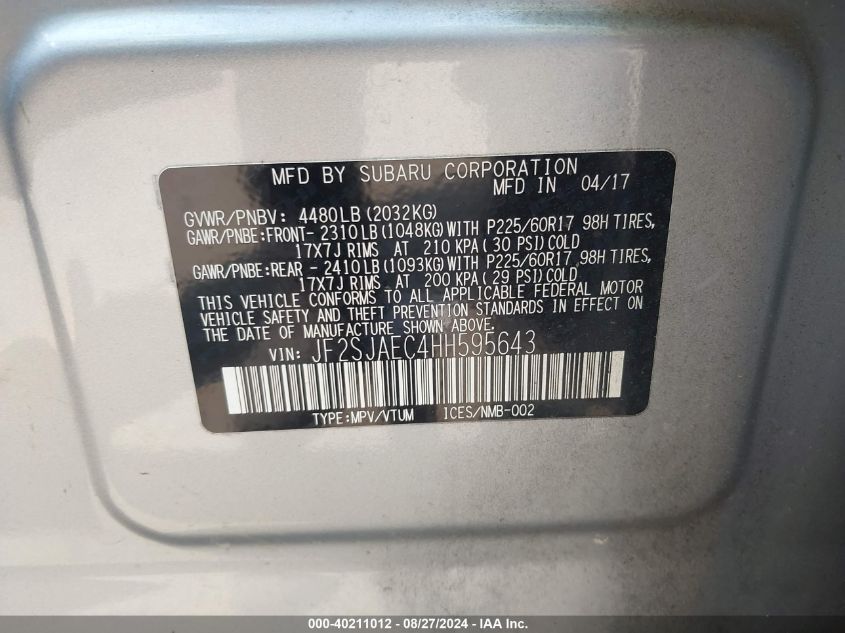 MFD BY SUBARU CORPORATION
MFD IN 04/17
GVWR/PNBV: 4480LB(2032KG)
GAWR/PNBE:FRONT- 2310LB(1048KG)WITH P225/60R17 98H TIRES,
17X7J RIMS AT 210 KPA(30 PSI)COLD
GAWR/PNBE:REAR - 2410LB(1093KG)WITH P225/60R17 98H TIRES,
17X7J RIMS AT 200 KPA(29 PSI)COLD
THIS VEHICLE CONFORMS TO ALL APPLICABLE FEDERAL MOTOR
VEHICLE SAFETY AND THEFT PREVENTION STANDARDS IN EFFECT ON
THE DATE OF MANUFACTURE SHOWN ABOVE.
VIN: JF2SJAEC4HH595643
TYPE:MPV/VTUM ICES/NMB-002
000-40211012 - 08/27/2024 - IAA, Inc.